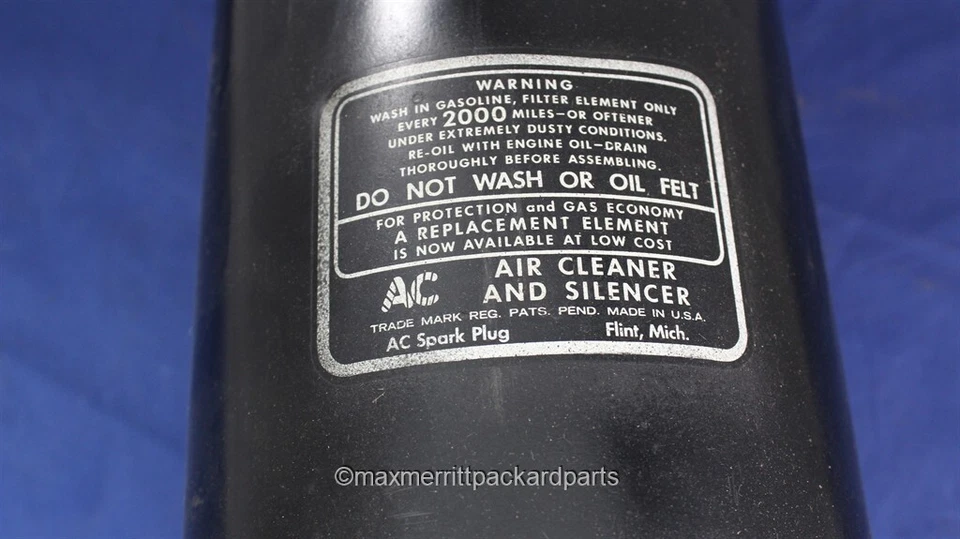 WARNING
WASH IN GASOLINE, FILTER ELEMENT ONLY
EVERY 2000 MILES-OR OFTENER
UNDER EXTREMELY DUSTY CONDITIONS.
RE-OIL WITH ENGINE OIL-DRAIN
THOROUGHLY BEFORE ASSEMBLING.
DO NOT WASH OR OIL FELT
FOR PROTECTION and GAS ECONOMY
A REPLACEMENT ELEMENT
IS NOW AVAILABLE AT LOW COST
AC AIR CLEANER
AND SILENCER
TRADE MARK REG. PATS. PEND. MADE IN U.S.A.
AC Spark Plug Flint, Mich.
©maxmerrittpackardparts